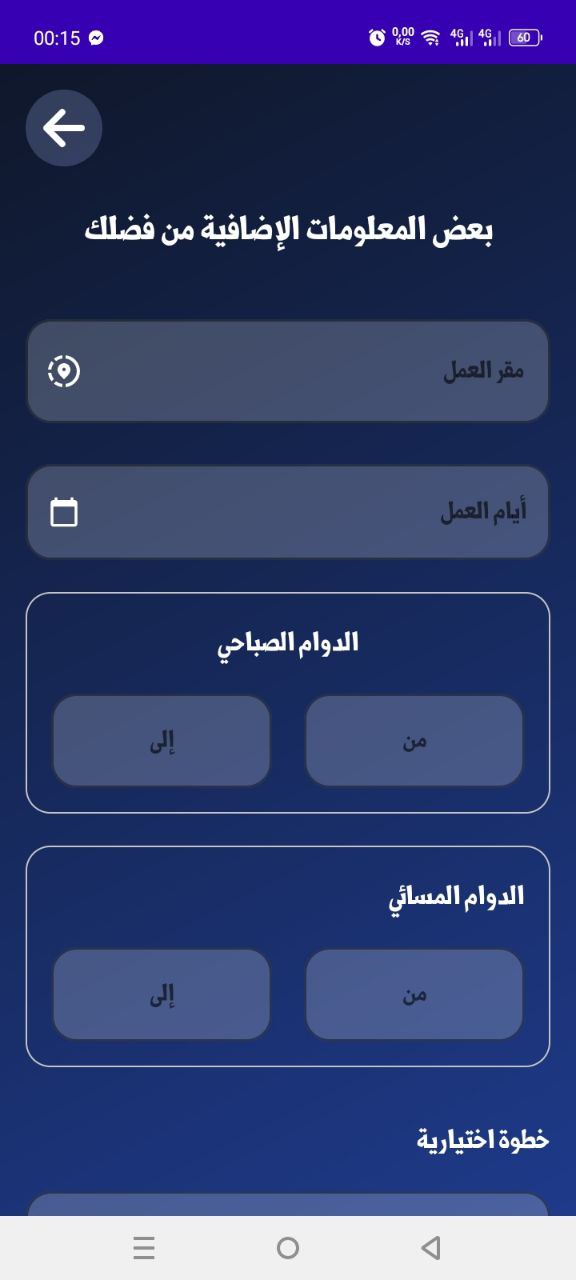 00:15
0,00
K/S
4G
4G
60
بعض المعلومات الإضافية من فضلك
مقر العمل
أيام العمل
الدوام الصباحي
من
إلى
الدوام المسائي
من
إلى
خطوة اختيارية